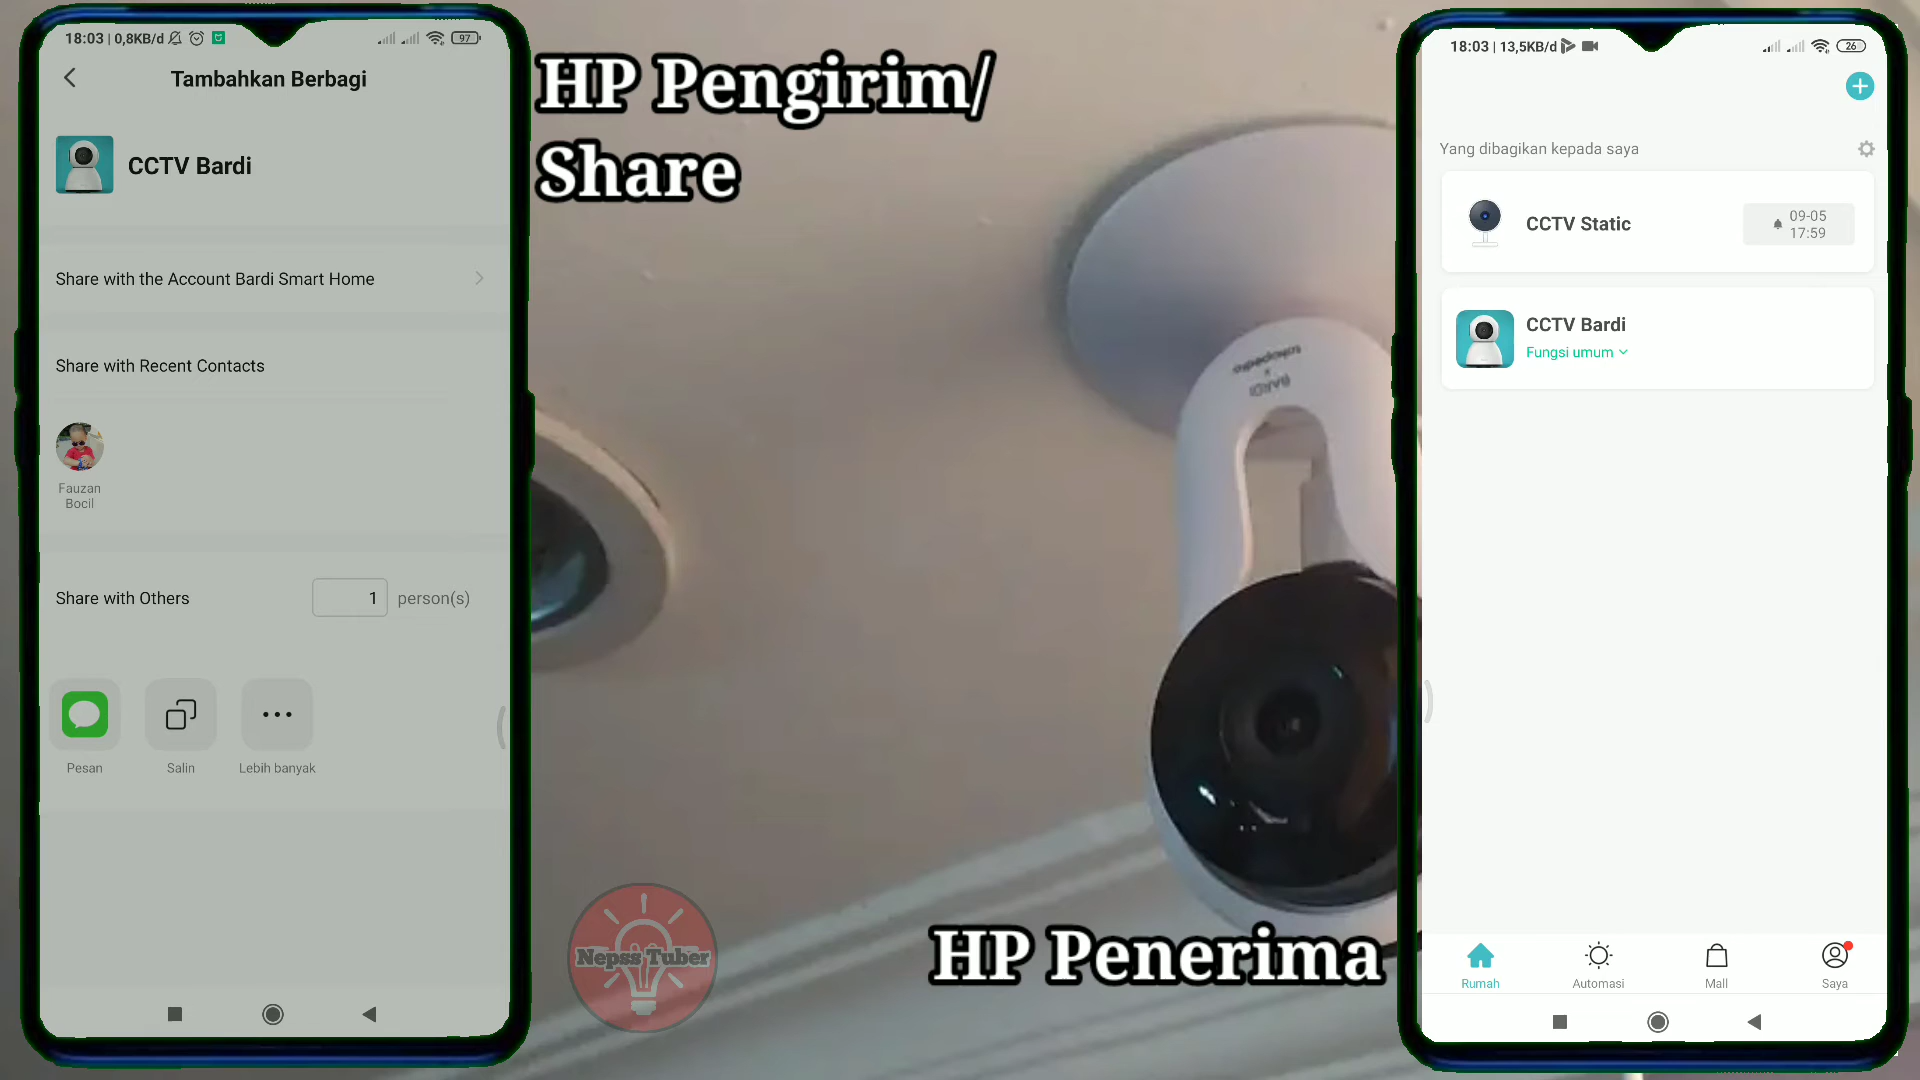 18:03 | 0,8KB/d
97
Tambahkan Berbagi
CCTV Bardi
Share with the Account Bardi Smart Home
Share with Recent Contacts
Fauzan
Bocil
Share with Others
1
person(s)
Pesan
Salin
Lebih banyak
HP Pengirim/
Share
tokopedia
x
BARDI
Nepss Tuber
HP Penerima
18:03 | 13,5KB/d
26
Yang dibagikan kepada saya
CCTV Static
09-05
17:59
CCTV Bardi
Fungsi umum
Rumah
Automasi
Mall
Saya